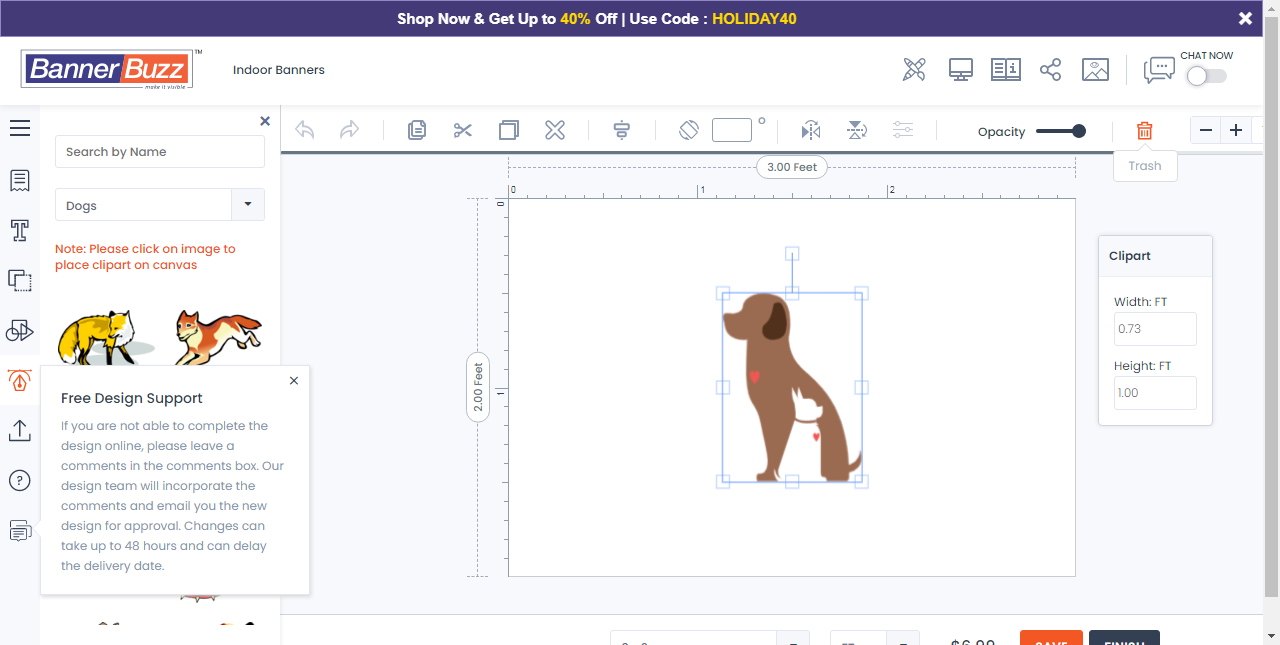 Shop Now & Get Up to 40% Off | Use Code : HOLIDAY40
BannerBuzz™
make it visible
Indoor Banners
CHAT NOW
Search by Name
Opacity
Trash
Dogs
Note: Please click on image to
place clipart on canvas
3.00 Feet
0 1 2
0
1
2.00 Feet
Clipart
Width: FT
0.73
Height: FT
1.00
Free Design Support
If you are not able to complete the
design online, please leave a
comments in the comments box. Our
design team will incorporate the
comments and email you the new
design for approval. Changes can
take up to 48 hours and can delay
the delivery date.
SAVE
FINISH